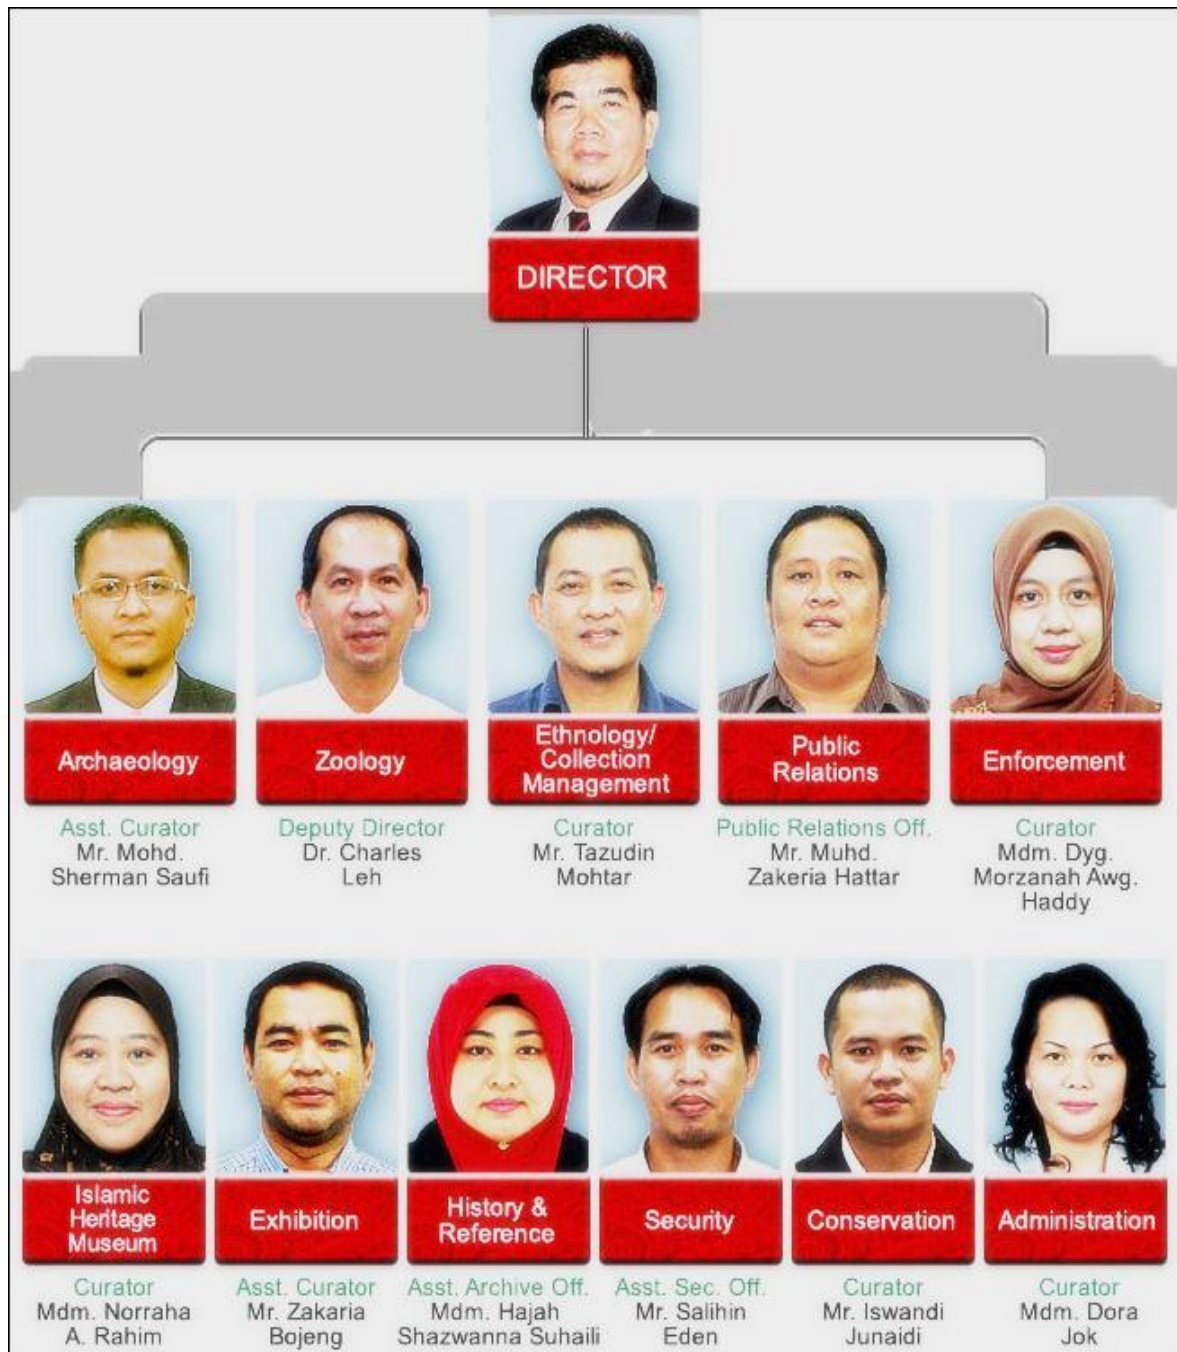 DIRECTOR
Archaeology
Asst. Curator
Mr. Mohd.
Sherman Saufi
Zoology
Deputy Director
Dr. Charles
Leh
Ethnology/
Collection
Management
Curator
Mr. Tazudin
Mohtar
Public
Relations
Public Relations Off.
Mr. Muhd.
Zakeria Hattar
Enforcement
Curator
Mdm. Dyg.
Morzanah Awg.
Haddy
Islamic
Heritage
Museum
Curator
Mdm. Norraha
A. Rahim
Exhibition
Asst. Curator
Mr. Zakaria
Bojeng
History &
Reference
Asst. Archive Off.
Mdm. Hajah
Shazwanna Suhaili
Security
Asst. Sec. Off.
Mr. Salihin
Eden
Conservation
Curator
Mr. Iswandi
Junaidi
Administration
Curator
Mdm. Dora
Jok